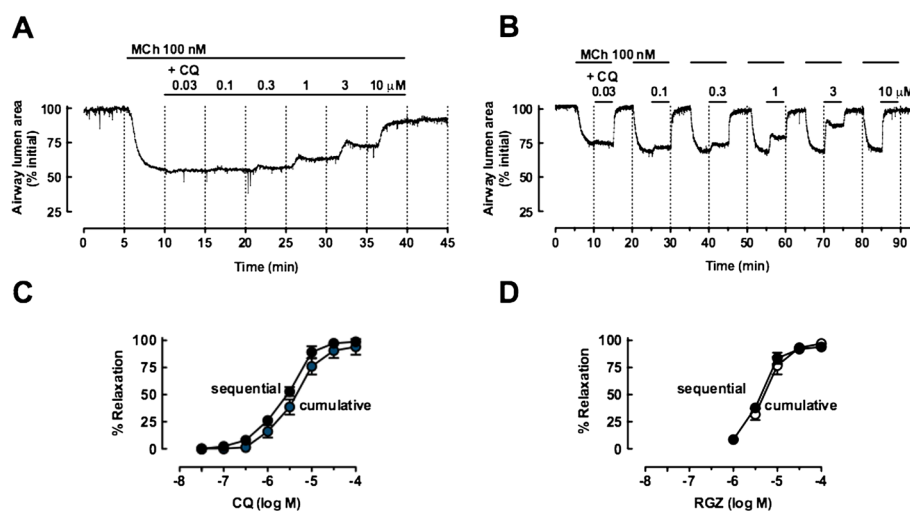 A
MCh 100 nM
+ CQ
0.03 0.1 0.3 1 3 10 µM
100
75
50
25
Airway lumen area
(% initial)
0 5 10 15 20 25 30 35 40 45
Time (min)
B
MCh 100 nM
+ CQ
0.03 0.1 0.3 1 3 10 µM
100
75
50
25
Airway lumen area
(% initial)
0 10 20 30 40 50 60 70 80 90
Time (min)
C
100
75
50
25
0
% Relaxation
sequential
cumulative
-8 -7 -6 -5 -4
CQ (log M)
D
100
75
50
25
0
% Relaxation
sequential
cumulative
-8 -7 -6 -5 -4
RGZ (log M)